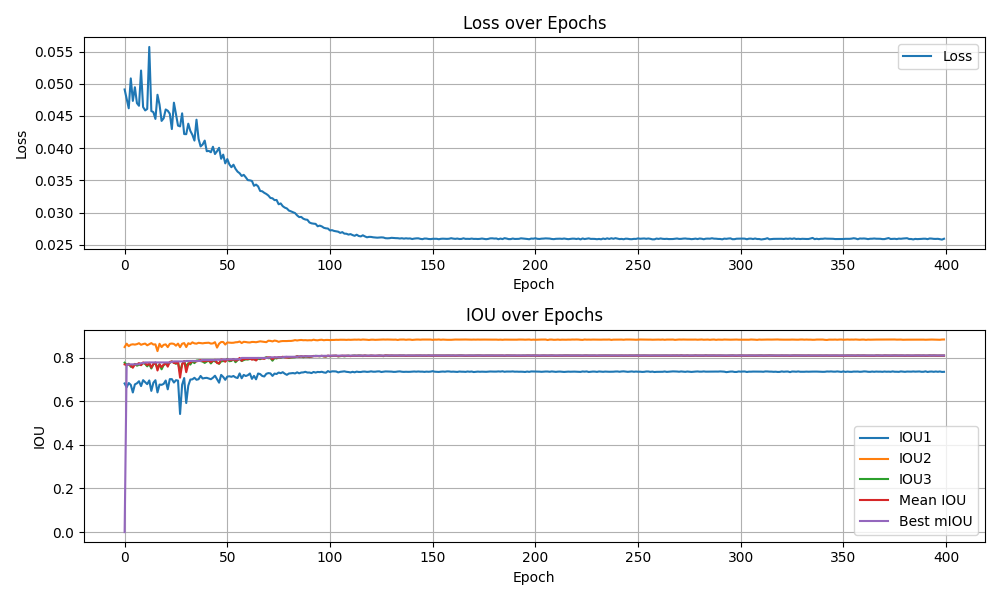 Loss over Epochs
0.055
0.050
0.045
0.040
0.035
0.030
0.025
Loss
Loss
0 50 100 150 200 250 300 350 400
Epoch
IOU over Epochs
0.8
0.6
0.4
0.2
0.0
IOU
IOU1
IOU2
IOU3
Mean IOU
Best mIOU
0 50 100 150 200 250 300 350 400
Epoch